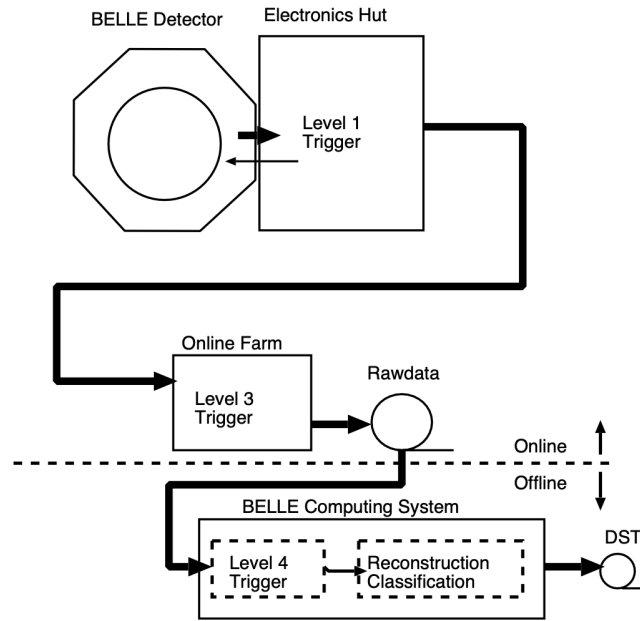 BELLE Detector
Electronics Hut
Level 1
Trigger
Online Farm
Level 3
Trigger
Rawdata
Online
Offline
BELLE Computing System
Level 4
Trigger
Reconstruction
Classification
DST